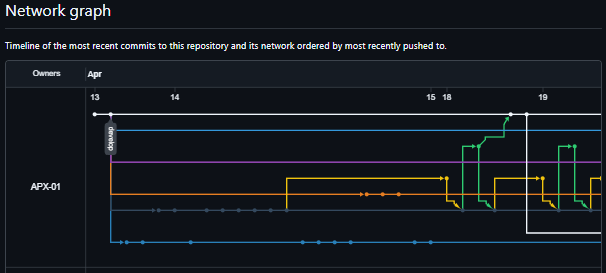 Network graph
Timeline of the most recent commits to this repository and its network ordered by most recently pushed to.
Owners Apr
13 14 15 18 19
develop
APX-01